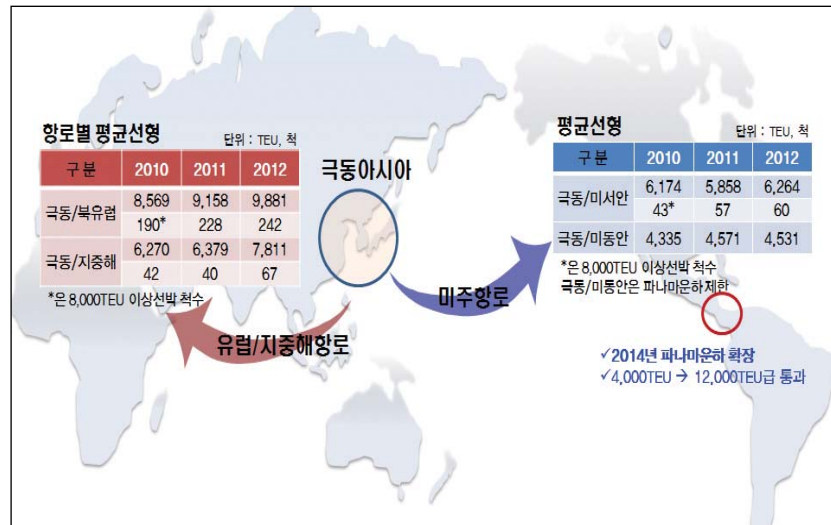 항로별 평균선형
단위 : TEU, 척
구분 2010 2011 2012
극동/북유럽 8,569 9,158 9,881
190* 228 242
극동/지중해 6,270 6,379 7,811
42 40 67
*은 8,000TEU 이상선박 척수
극동아시아
유럽/지중해항로
미주항로
평균선형
단위 : TEU, 척
구분 2010 2011 2012
극동/미서안 6,174 5,858 6,264
43* 57 60
극동/미동안 4,335 4,571 4,531
*은 8,000TEU 이상선박 척수
극통/미통안은 파나마운하제한
✓2014년 파나마운하 확장
✓4,000TEU → 12,000TEU급 통과